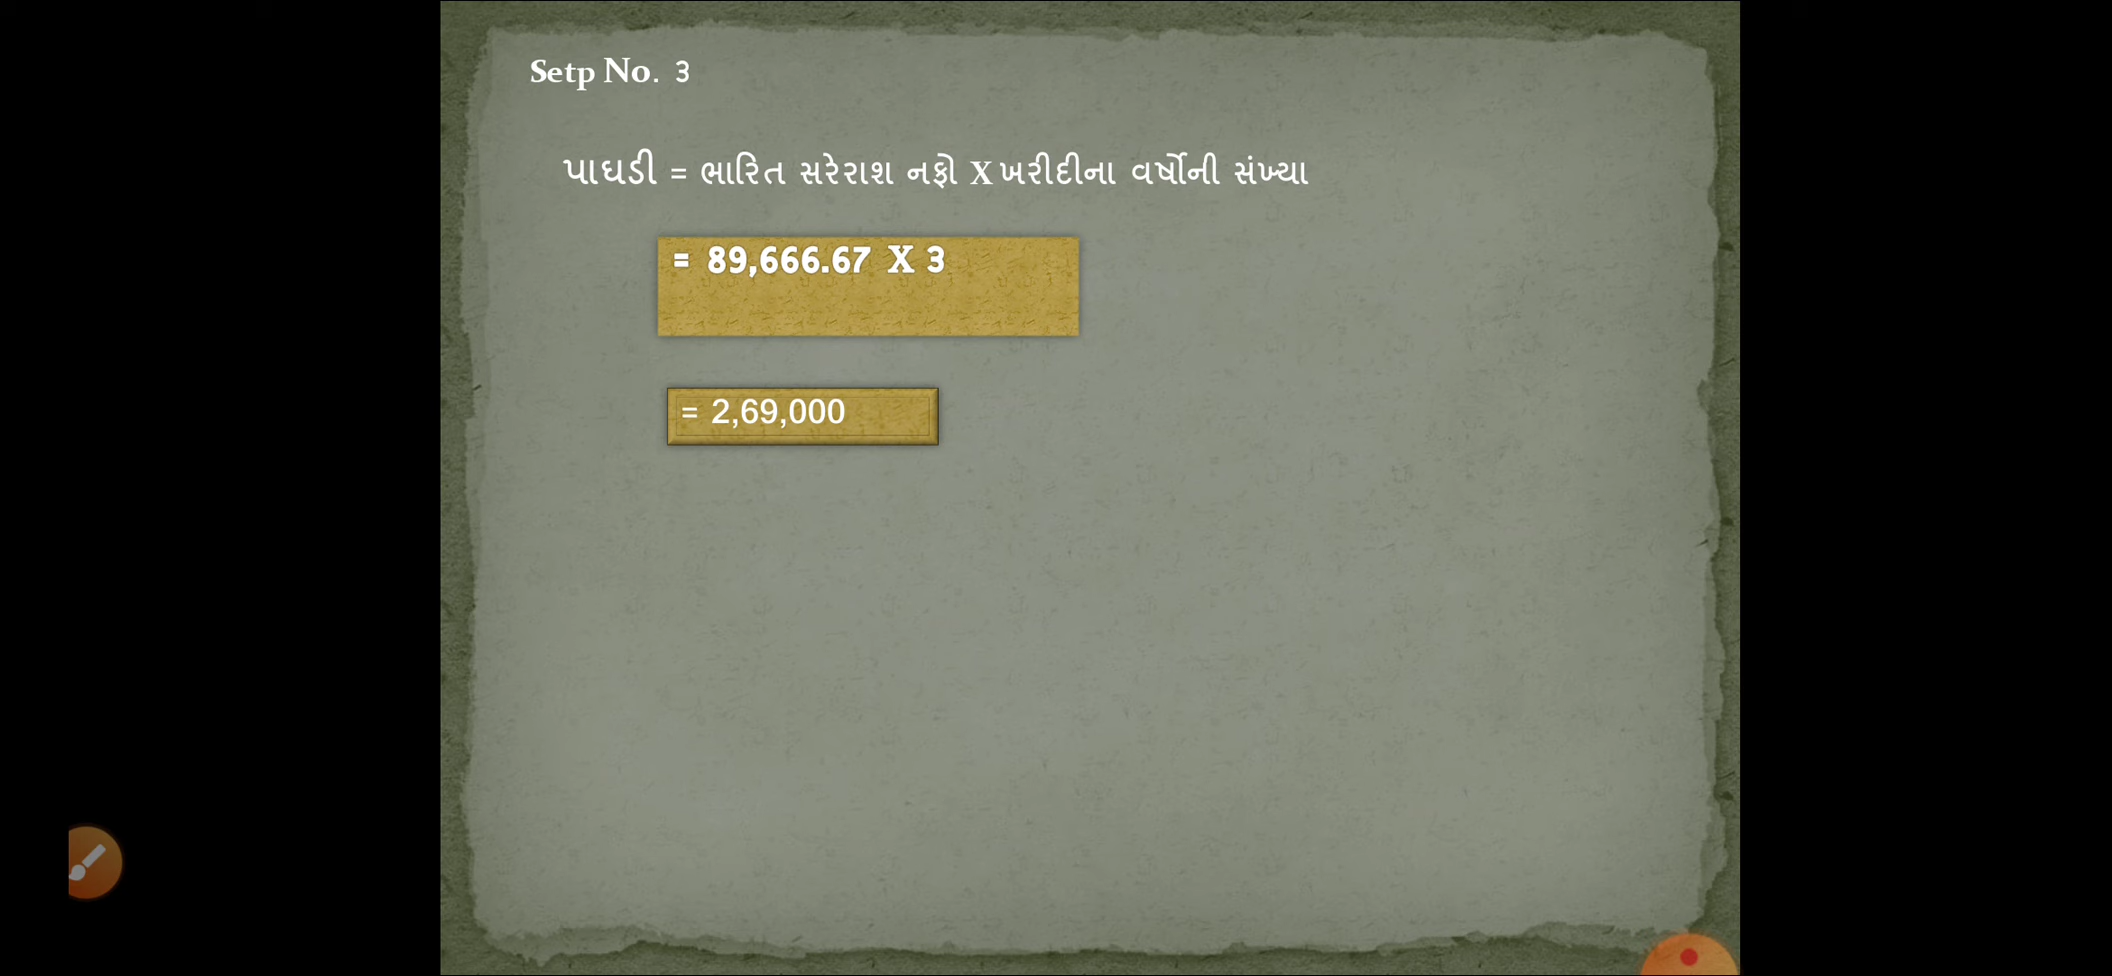 Setp No. 3
પાઘડી = ભારિત સરેરાશ નફો X ખરીદીના વર્ષોની સંખ્યા
= 89,666.67 X 3
= 2,69,000